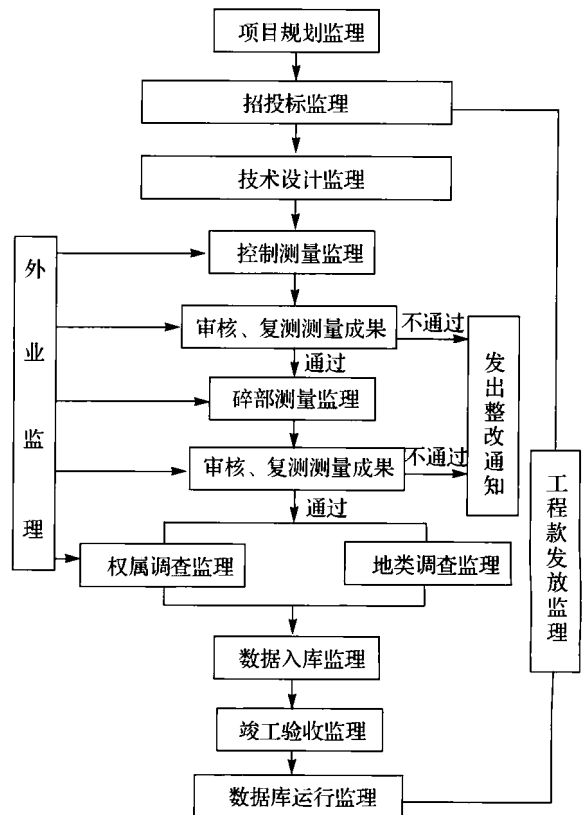 项目规划监理
招投标监理
技术设计监理
外业监理
控制测量监理
审核、复测测量成果
不通过
发出整改通知
通过
碎部测量监理
审核、复测测量成果
不通过
通过
工程款发放监理
权属调查监理
地类调查监理
数据入库监理
竣工验收监理
数据库运行监理